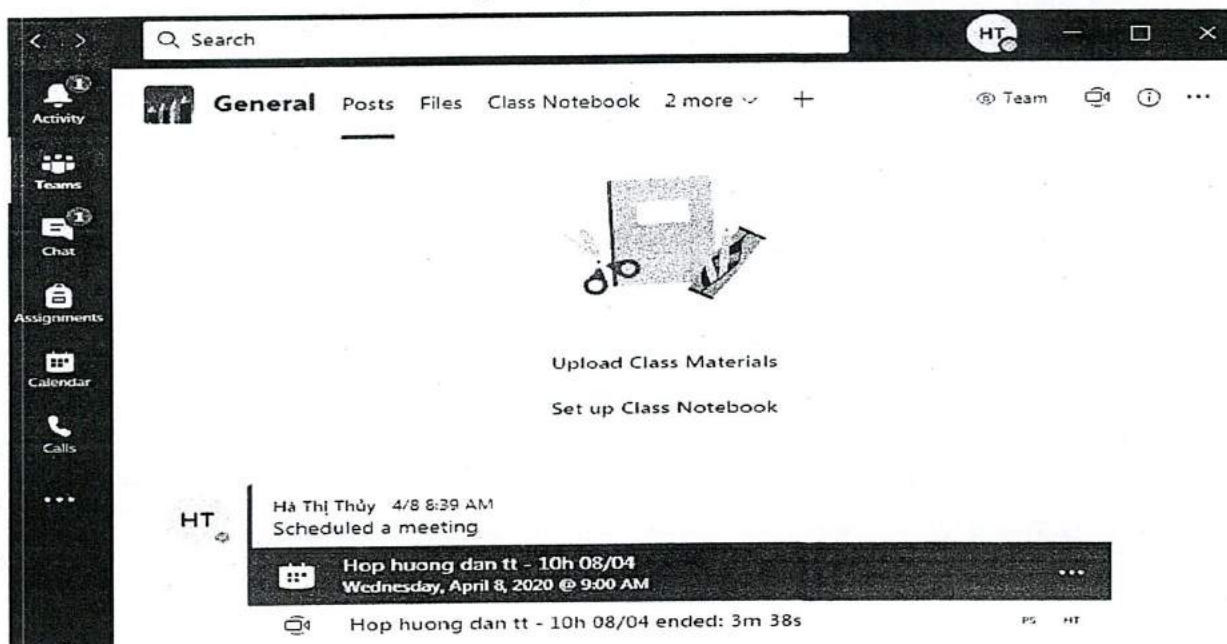 Search
HT
Activity 1
General Posts Files Class Notebook 2 more + Team
Teams
Chat 1
Assignments
Calendar
Calls
Upload Class Materials
Set up Class Notebook
HT
Hà Thị Thủy 4/8 8:39 AM
Scheduled a meeting
Hop huong dan tt - 10h 08/04
Wednesday, April 8, 2020 @ 9:00 AM
Hop huong dan tt - 10h 08/04 ended: 3m 38s PS HT